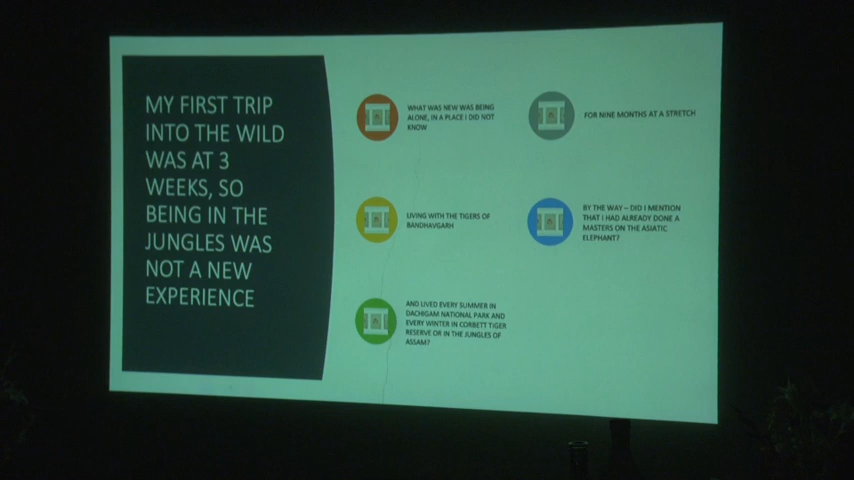 MY FIRST TRIP
INTO THE WILD
WAS AT 3
WEEKS, SO
BEING IN THE
JUNGLES WAS
NOT A NEW
EXPERIENCE
WHAT WAS NEW WAS BEING
ALONE, IN A PLACE I DID NOT
KNOW
FOR NINE MONTHS AT A STRETCH
LIVING WITH THE TIGERS OF
BANDHAVGARH
BY THE WAY – DID I MENTION
THAT I HAD ALREADY DONE A
MASTERS ON THE ASIATIC
ELEPHANT?
AND LIVED EVERY SUMMER IN
DACHIGAM NATIONAL PARK AND
EVERY WINTER IN CORBETT TIGER
RESERVE OR IN THE JUNGLES OF
ASSAM?